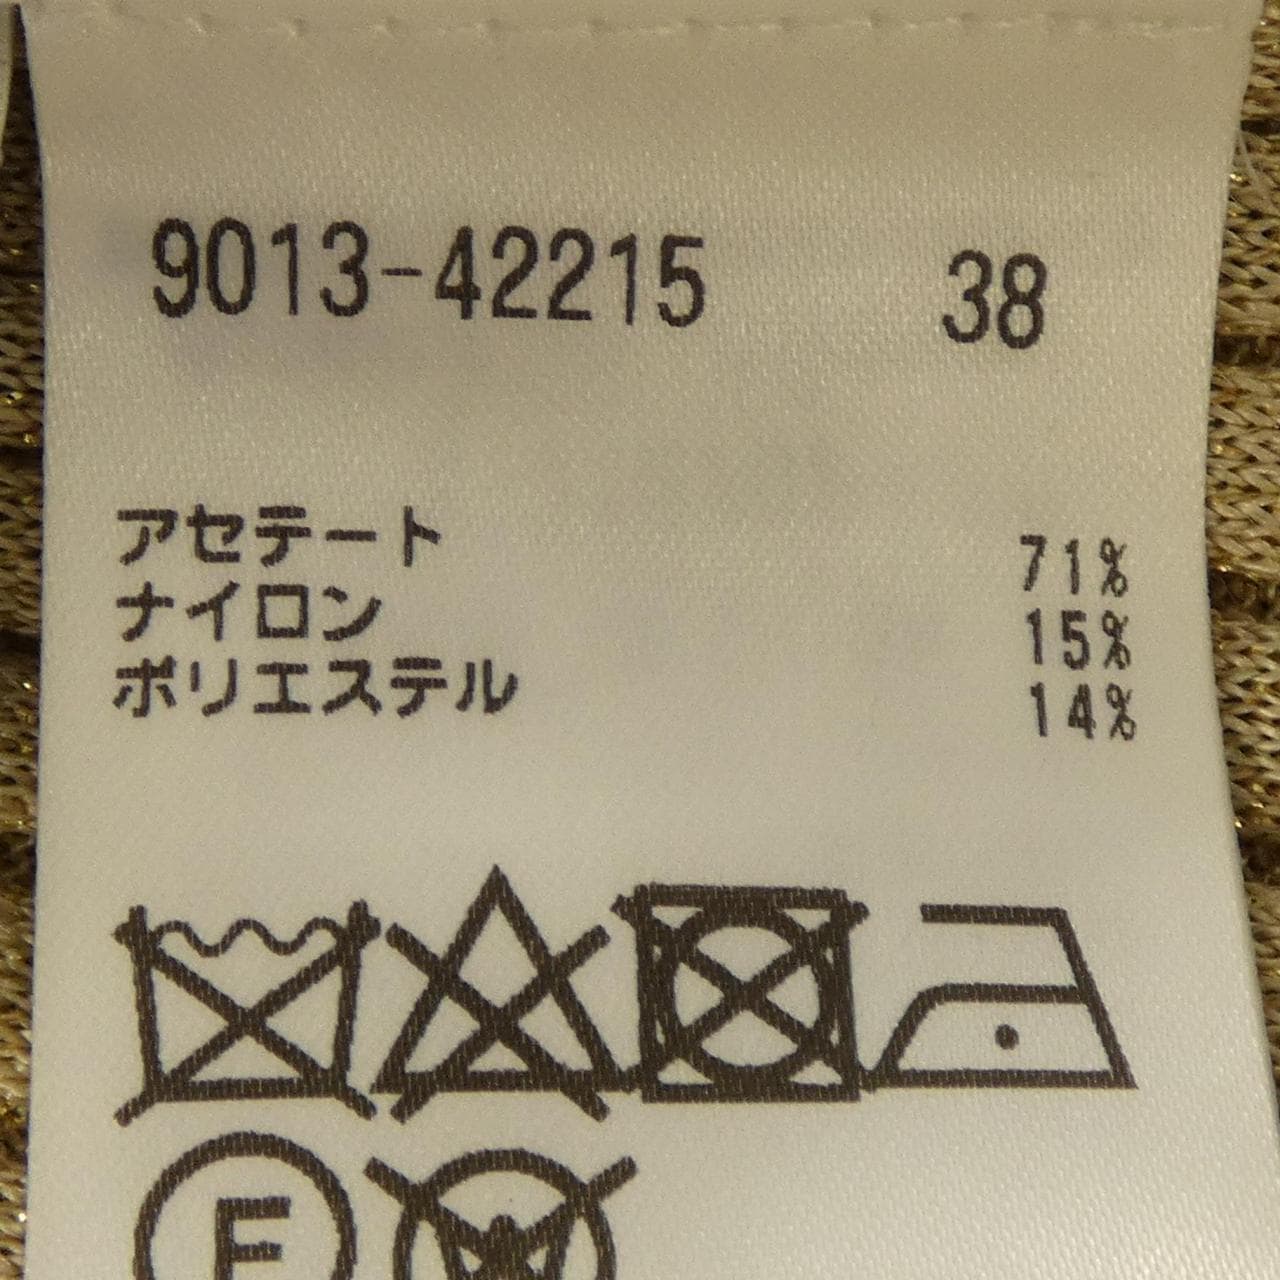 9013-42215 38
アセテート 71%
ナイロン 15%
ポリエステル 14%
F
W